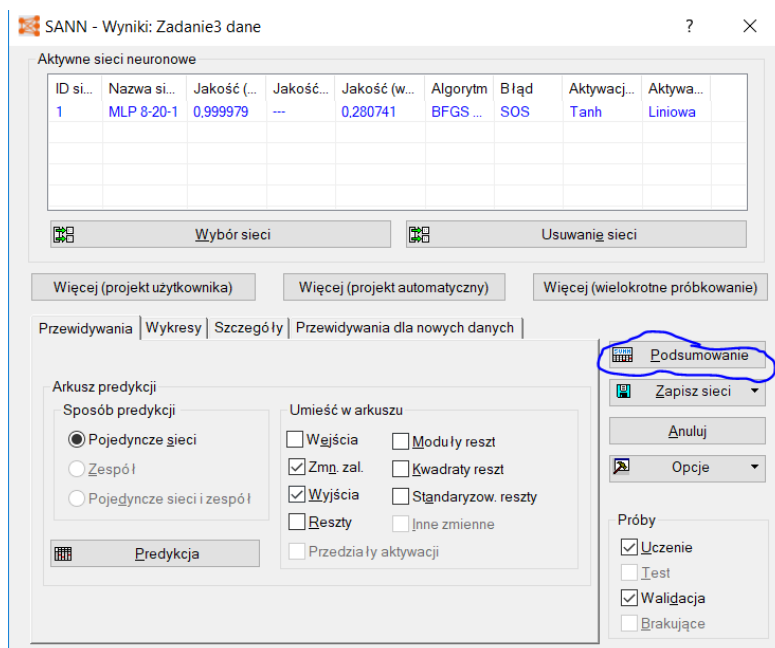 SANN - Wyniki: Zadanie3 dane ? ×
Aktywne sieci neuronowe
ID si... Nazwa si... Jakość (... Jakość... Jakość (w... Algorytm Błąd Aktywacj... Aktywa...
1 MLP 8-20-1 0,999979 --- 0,280741 BFGS ... SOS Tanh Liniowa
Wybór sieci Usuwanie sieci
Więcej (projekt użytkownika) Więcej (projekt automatyczny) Więcej (wielokrotne próbkowanie)
Przewidywania Wykresy Szczegóły Przewidywania dla nowych danych
Podsumowanie
Zapisz sieci
Anuluj
Opcje
Arkusz predykcji
Sposób predykcji
Pojedyncze sieci
Zespół
Pojedyncze sieci i zespół
Predykcja
Umieść w arkuszu
Wejścia Moduły reszt
Zmn. zal. Kwadraty reszt
Wyjścia Standaryzow. reszty
Reszty Inne zmienne
Przedziały aktywacji
Próby
Uczenie
Test
Walidacja
Brakujące